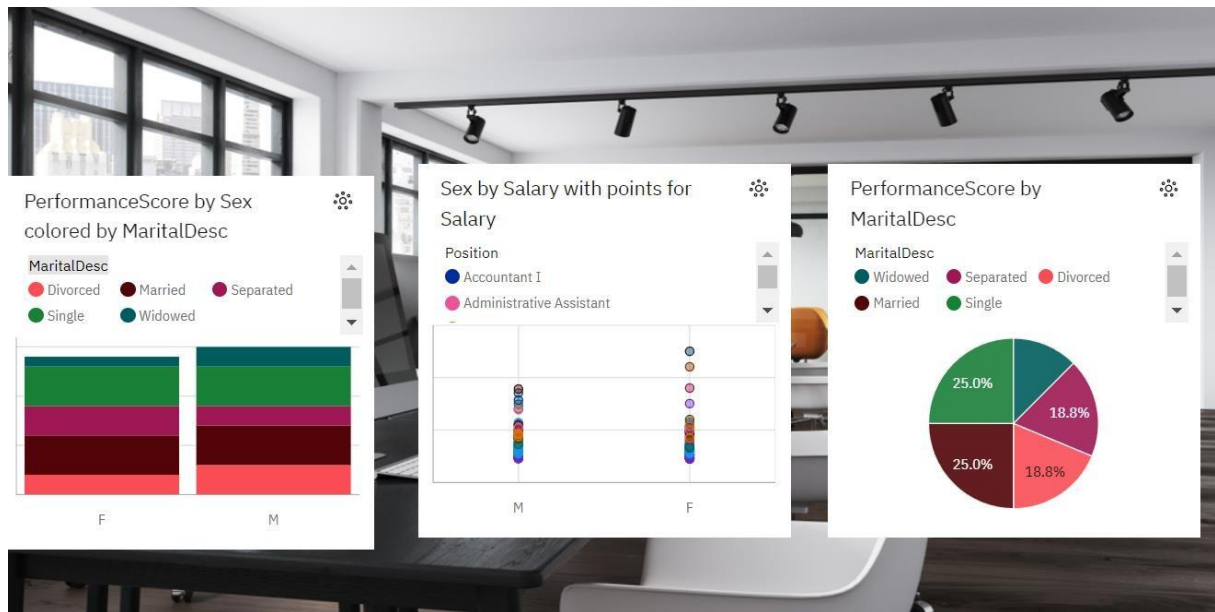 PerformanceScore by Sex
colored by MaritalDesc
MaritalDesc
Divorced Married Separated
Single Widowed
F M
Sex by Salary with points for
Salary
Position
Accountant I
Administrative Assistant
M F
PerformanceScore by
MaritalDesc
MaritalDesc
Widowed Separated Divorced
Married Single
25.0%
18.8%
25.0%
18.8%